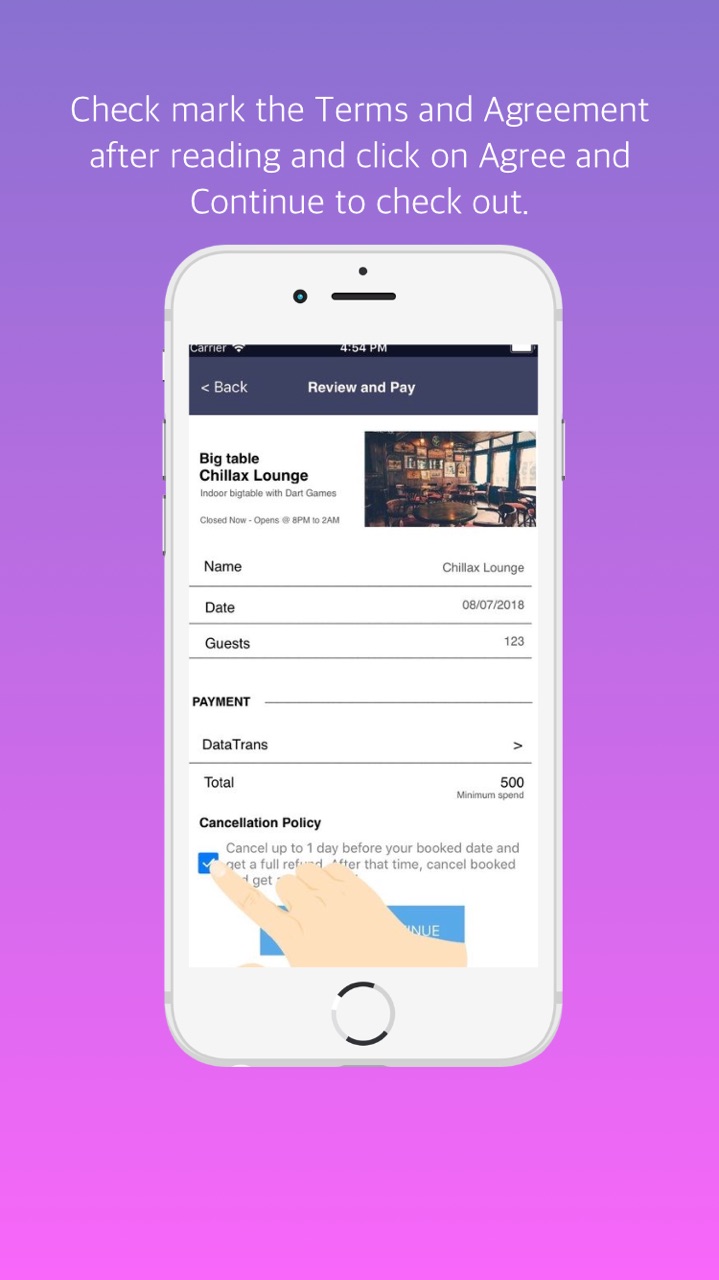 Check mark the Terms and Agreement
after reading and click on Agree and
Continue to check out.
Carrier 4:54 PM
< Back Review and Pay
Big table
Chillax Lounge
Indoor bigtable with Dart Games
Closed Now - Opens @ 8PM to 2AM
Name Chillax Lounge
Date 08/07/2018
Guests 123
PAYMENT
DataTrans >
Total 500
Minimum spend
Cancellation Policy
Cancel up to 1 day before your booked date and
get a full refund. After that time, cancel booked
get